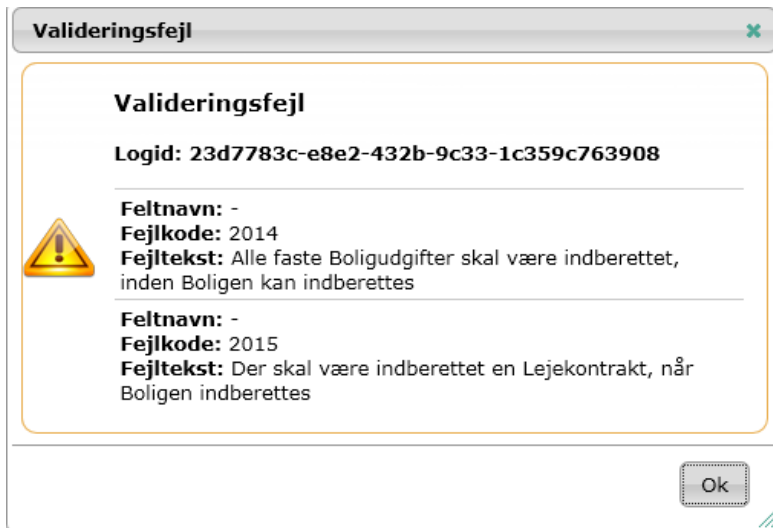 Valideringsfejl
Valideringsfejl
Logid: 23d7783c-e8e2-432b-9c33-1c359c763908
Feltnavn: -
Fejlkode: 2014
Fejltekst: Alle faste Boligudgifter skal være indberettet,
inden Boligen kan indberettes
Feltnavn: -
Fejlkode: 2015
Fejltekst: Der skal være indberettet en Lejekontrakt, når
Boligen indberettes
Ok